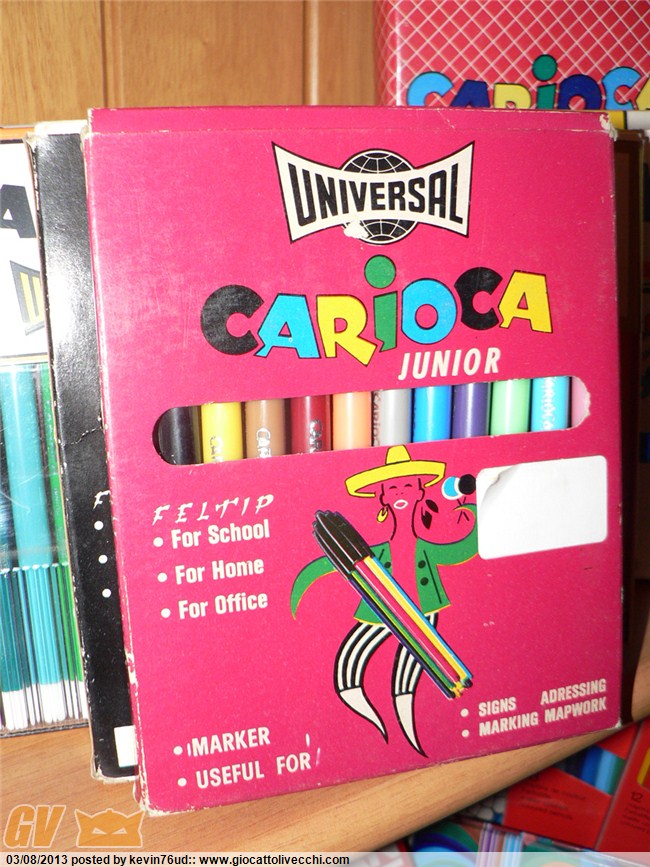 CARIOCA
UNIVERSAL
CARIOCA
JUNIOR
FELTIP
• For School
• For Home
• For Office
• MARKER
• USEFUL FOR
• SIGNS ADRESSING
• MARKING MAPWORK
GV
03/08/2013 posted by kevin76ud:: www.giocattolivecchi.com